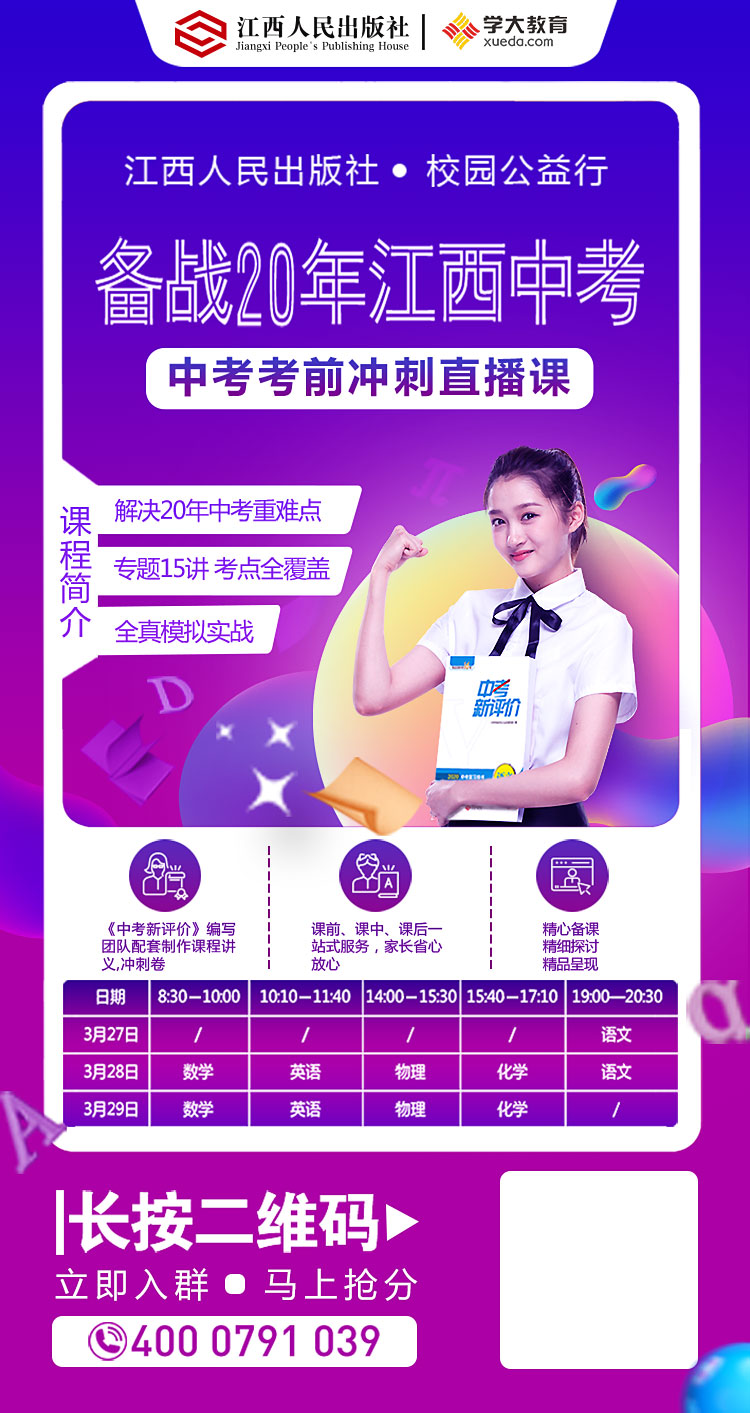 江西人民出版社
Jiangxi People's Publishing House
学大教育
xueda.com
江西人民出版社 • 校园公益行
备战20年江西中考
中考考前冲刺直播课
课程简介
解决20年中考重难点
专题15讲 考点全覆盖
全真模拟实战
π
D
中考
新评价
《中考新评价》编写
团队配套制作课程讲
义,冲刺卷
课前、课中、课后一
站式服务，家长省心
放心
精心备课
精细探讨
精品呈现
A
日期 8:30—10:00 10:10—11:40 14:00—15:30 15:40—17:10 19:00—20:30
3月27日 / / / / 语文
3月28日 数学 英语 物理 化学 语文
3月29日 数学 英语 物理 化学 /
α
A
长按二维码
立即入群 • 马上抢分
400 0791 039